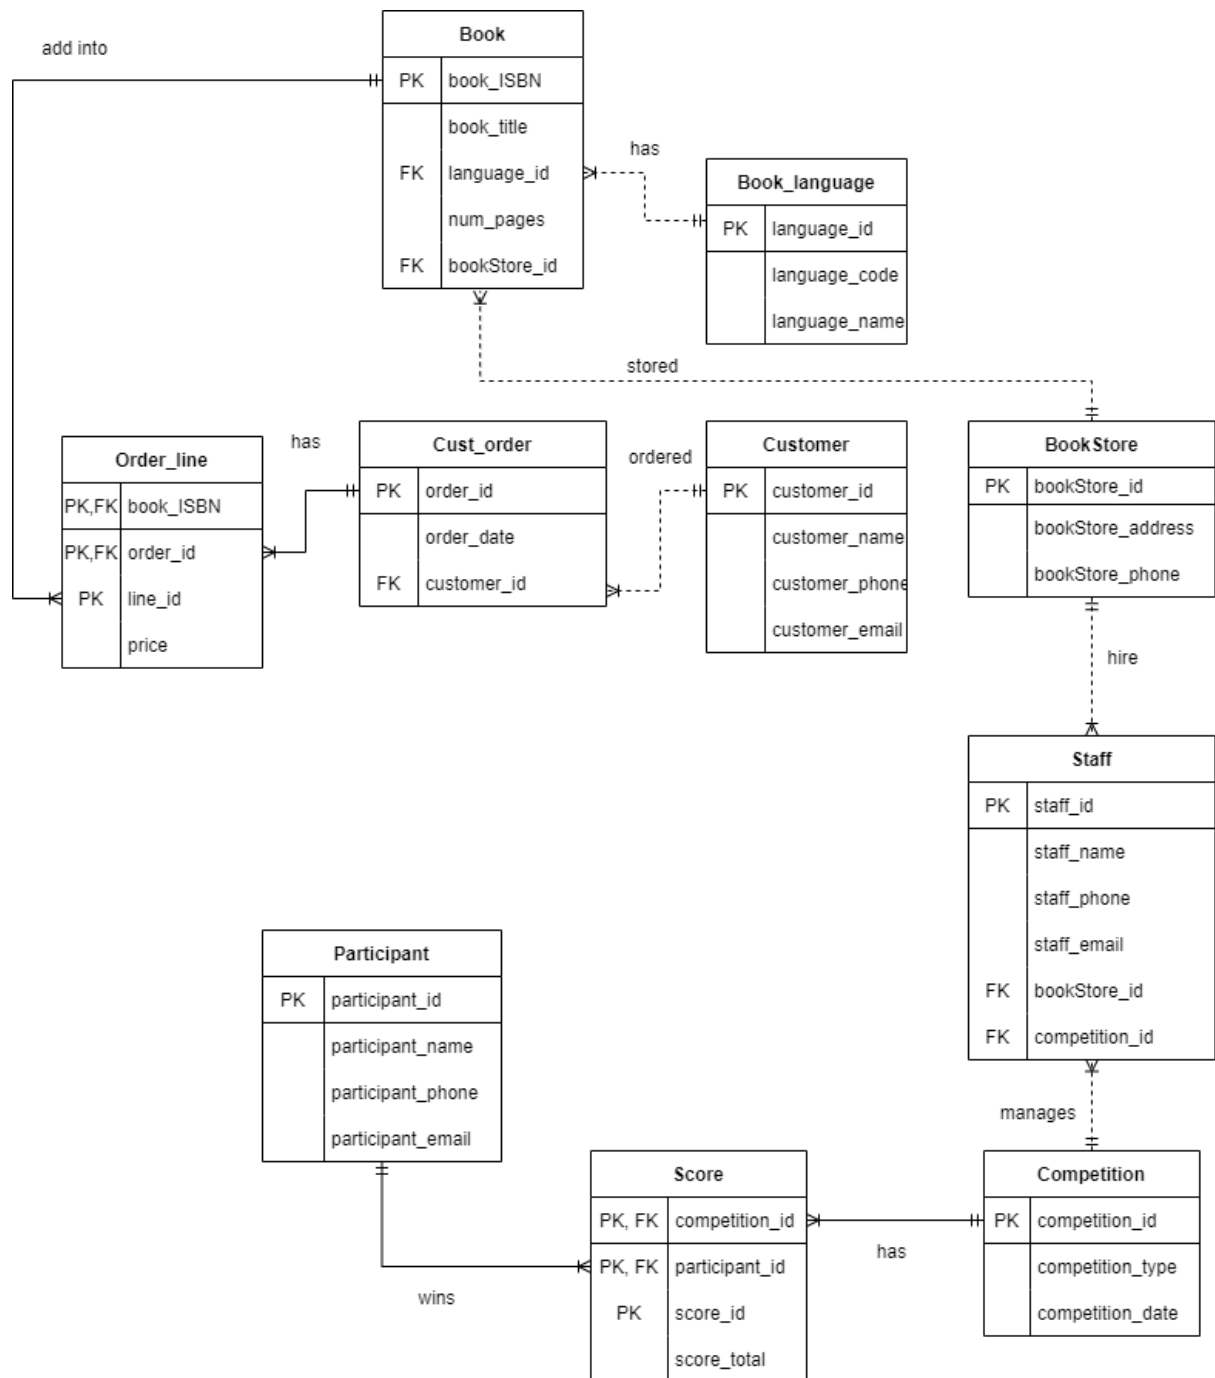 Book
add into
PK book_ISBN
book_title
FK language_id
num_pages
FK bookStore_id
has
Book_language
PK language_id
language_code
language_name
stored
Order_line
PK,FK book_ISBN
PK,FK order_id
PK line_id
price
has
Cust_order
PK order_id
order_date
FK customer_id
ordered
Customer
PK customer_id
customer_name
customer_phone
customer_email
BookStore
PK bookStore_id
bookStore_address
bookStore_phone
hire
Staff
PK staff_id
staff_name
staff_phone
staff_email
FK bookStore_id
FK competition_id
manages
Participant
PK participant_id
participant_name
participant_phone
participant_email
wins
Score
PK, FK competition_id
PK, FK participant_id
PK score_id
score_total
has
Competition
PK competition_id
competition_type
competition_date